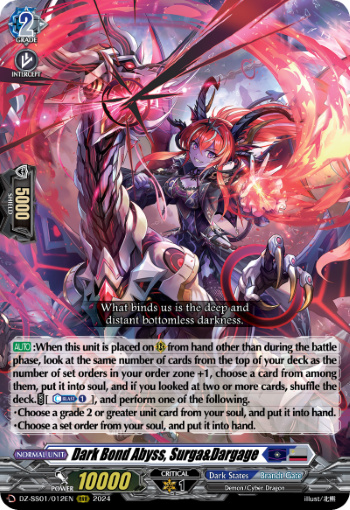 2
GRADE
INTERCEPT
5000
SHIELD
What binds us is the deep and
distant bottomless darkness.
AUTO:When this unit is placed on from hand other than during the battle
phase, look at the same number of cards from the top of your deck as the
number of set orders in your order zone +1, choose a card from among
them, put it into soul, and if you looked at two or more cards, shuffle the
deck. [REAR 1], and perform one of the following.
•Choose a grade 2 or greater unit card from your soul, and put it into hand.
•Choose a set order from your soul, and put it into hand.
NORMAL UNIT
Dark Bond Abyss, Surga&Dargage
POWER 10000
CRITICAL
1
Dark States
Brandt Gate
Demon/Cyber Dragon
DZ-SS01/012EN RRR 2024
illust/北熊